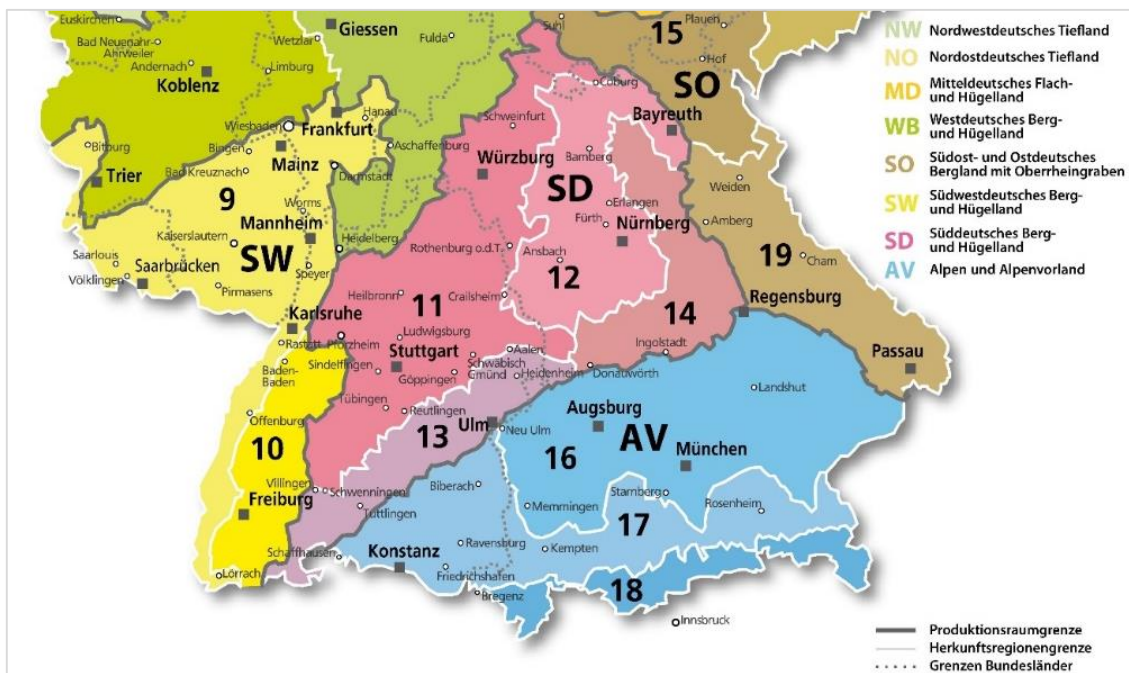 Euskirchen
Bad Neuenahr-
Ahrweiler
Andernach
Koblenz
Wetzlar
Limburg
Giessen
Fulda
Suhl
15
Plauen
Hof
SO
Coburg
Bayreuth
Schweinfurt
Wiesbaden
Frankfurt
Hanau
Aschaffenburg
Bitburg
Bingen
Mainz
Trier
Bad Kreuznach
Darmstadt
Würzburg
Bamberg
SD
Weiden
9
Worms
Erlangen
Fürth
Nürnberg
Amberg
Mannheim
Kaiserslautern
SW
Heidelberg
Rothenburg o.d.T.
Ansbach
12
19
Cham
Saarlouis
Saarbrücken
Völklingen
Speyer
Pirmasens
Heilbronn
Crailsheim
11
14
Regensburg
Karlsruhe
Rastatt
Pforzheim
Ludwigsburg
Ingolstadt
Sindelfingen
Stuttgart
Aalen
Schwäbisch
Gmünd
Heidenheim
Donauwörth
Passau
Baden-
Baden
Göppingen
Landshut
Tübingen
Reutlingen
Offenburg
13
Ulm
Neu Ulm
Augsburg
AV
10
16
München
Villingen
Schwenningen
Biberach
Starnberg
Rosenheim
Freiburg
Tuttlingen
Memmingen
17
Schaffhausen
Konstanz
Ravensburg
Kempten
Lörrach
Friedrichshafen
Bregenz
18
Innsbruck
NW Nordwestdeutsches Tiefland
NO Nordostdeutsches Tiefland
MD Mitteldeutsches Flach-
und Hügelland
WB Westdeutsches Berg-
und Hügelland
SO Südost- und Ostdeutsches
Bergland mit Oberrheingraben
SW Südwestdeutsches Berg-
und Hügelland
SD Süddeutsches Berg-
und Hügelland
AV Alpen und Alpenvorland
Produktionsraumgrenze
Herkunftsregionengrenze
Grenzen Bundesländer